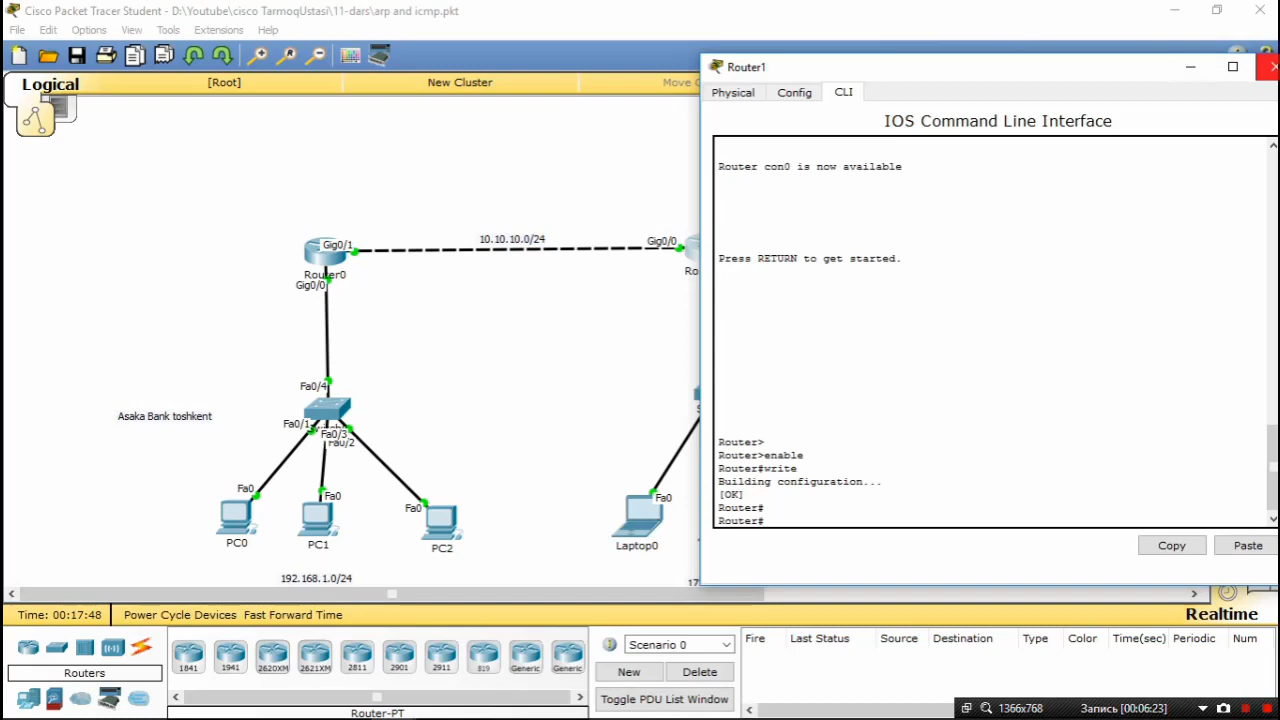 Cisco Packet Tracer Student - D:\Youtube\cisco TarmoqUstasi\11-dars\arp and icmp.pkt
File Edit Options View Tools Extensions Help
Logical
[Root]
New Cluster
Move
Router1
Physical Config CLI
IOS Command Line Interface
Router con0 is now available
Press RETURN to get started.
Router>
Router>enable
Router#write
Building configuration...
[OK]
Router#
Router#
Copy
Paste
Gig0/1
10.10.10.0/24
Gig0/0
Router0
Gig0/0
Fa0/4
Asaka Bank toshkent
Fa0/1
Fa0/3
Fa0/2
Fa0
Fa0
Fa0
Fa0
PC0
PC1
PC2
Laptop0
192.168.1.0/24
Time: 00:17:48
Power Cycle Devices Fast Forward Time
Realtime
Routers
1841 1941 2620XM 2621XM 2811 2901 2911 819 Generic Generic
Router-PT
Scenario 0
New
Delete
Toggle PDU List Window
Fire Last Status Source Destination Type Color Time(sec) Periodic Num
1366x768
Запись [00:06:23]